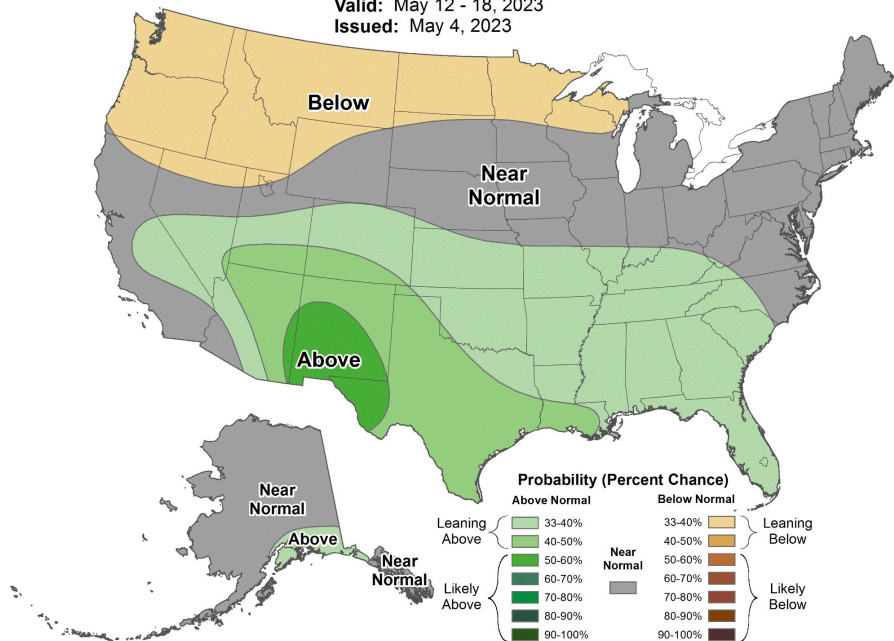 Valid: May 12 - 18, 2023
Issued: May 4, 2023
Below
Near
Normal
Above
Near
Normal
Above
Near
Normal
Probability (Percent Chance)
Above Normal
Below Normal
Leaning
Above
33-40%
40-50%
Likely
Above
50-60%
60-70%
70-80%
80-90%
90-100%
Near
Normal
33-40%
40-50%
Leaning
Below
50-60%
60-70%
70-80%
80-90%
90-100%
Likely
Below